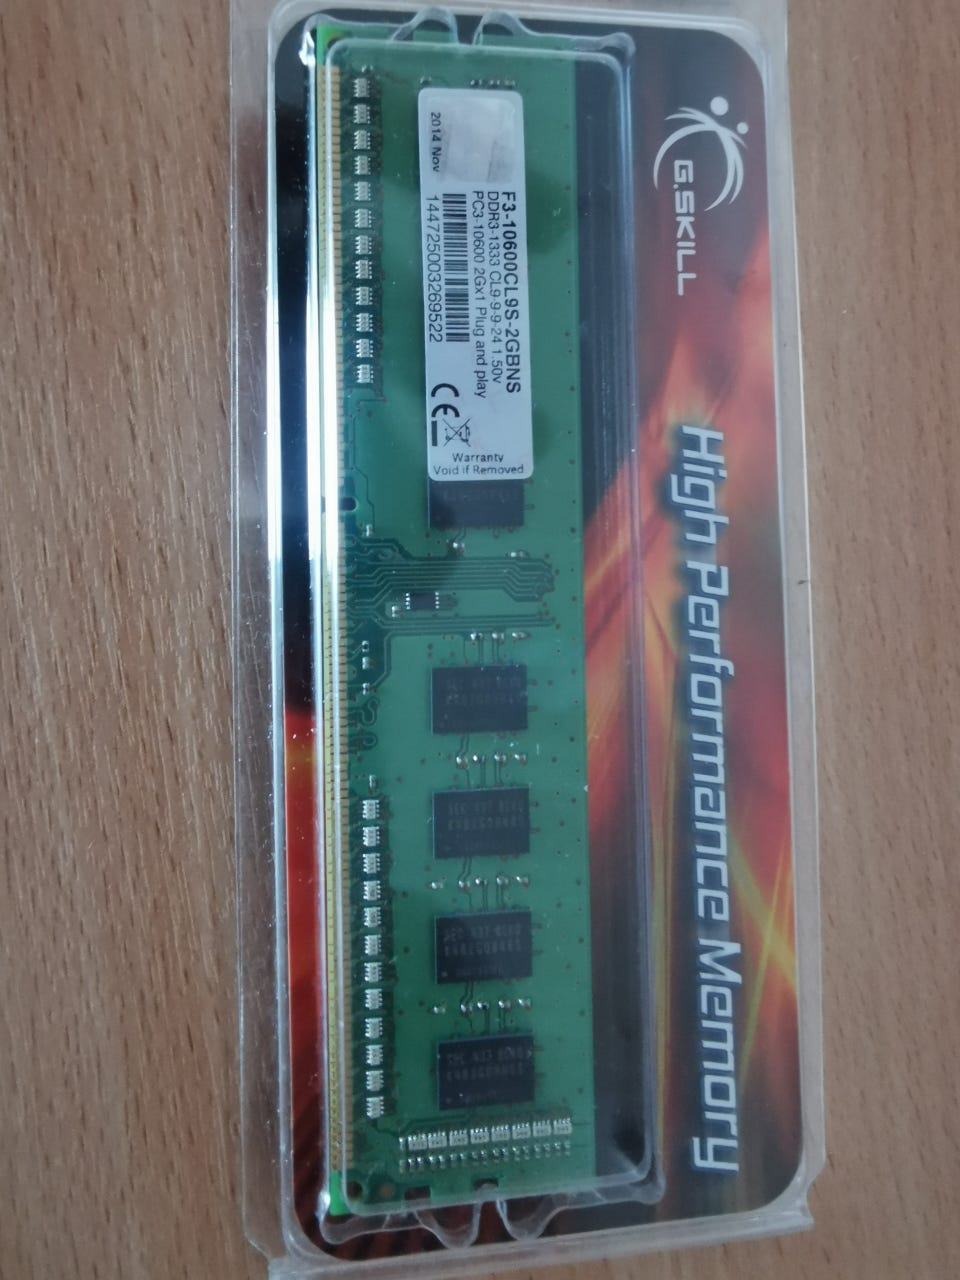 G.SKILL
High Performance Memory
F3-10600CL9S-2GBNS
DDR3-1333 CL9-9-9-24 1.50v
PC3-10600 2Gx1 Plug and play
144725003269522
2014 Nov
CE
Warranty
Void if Removed